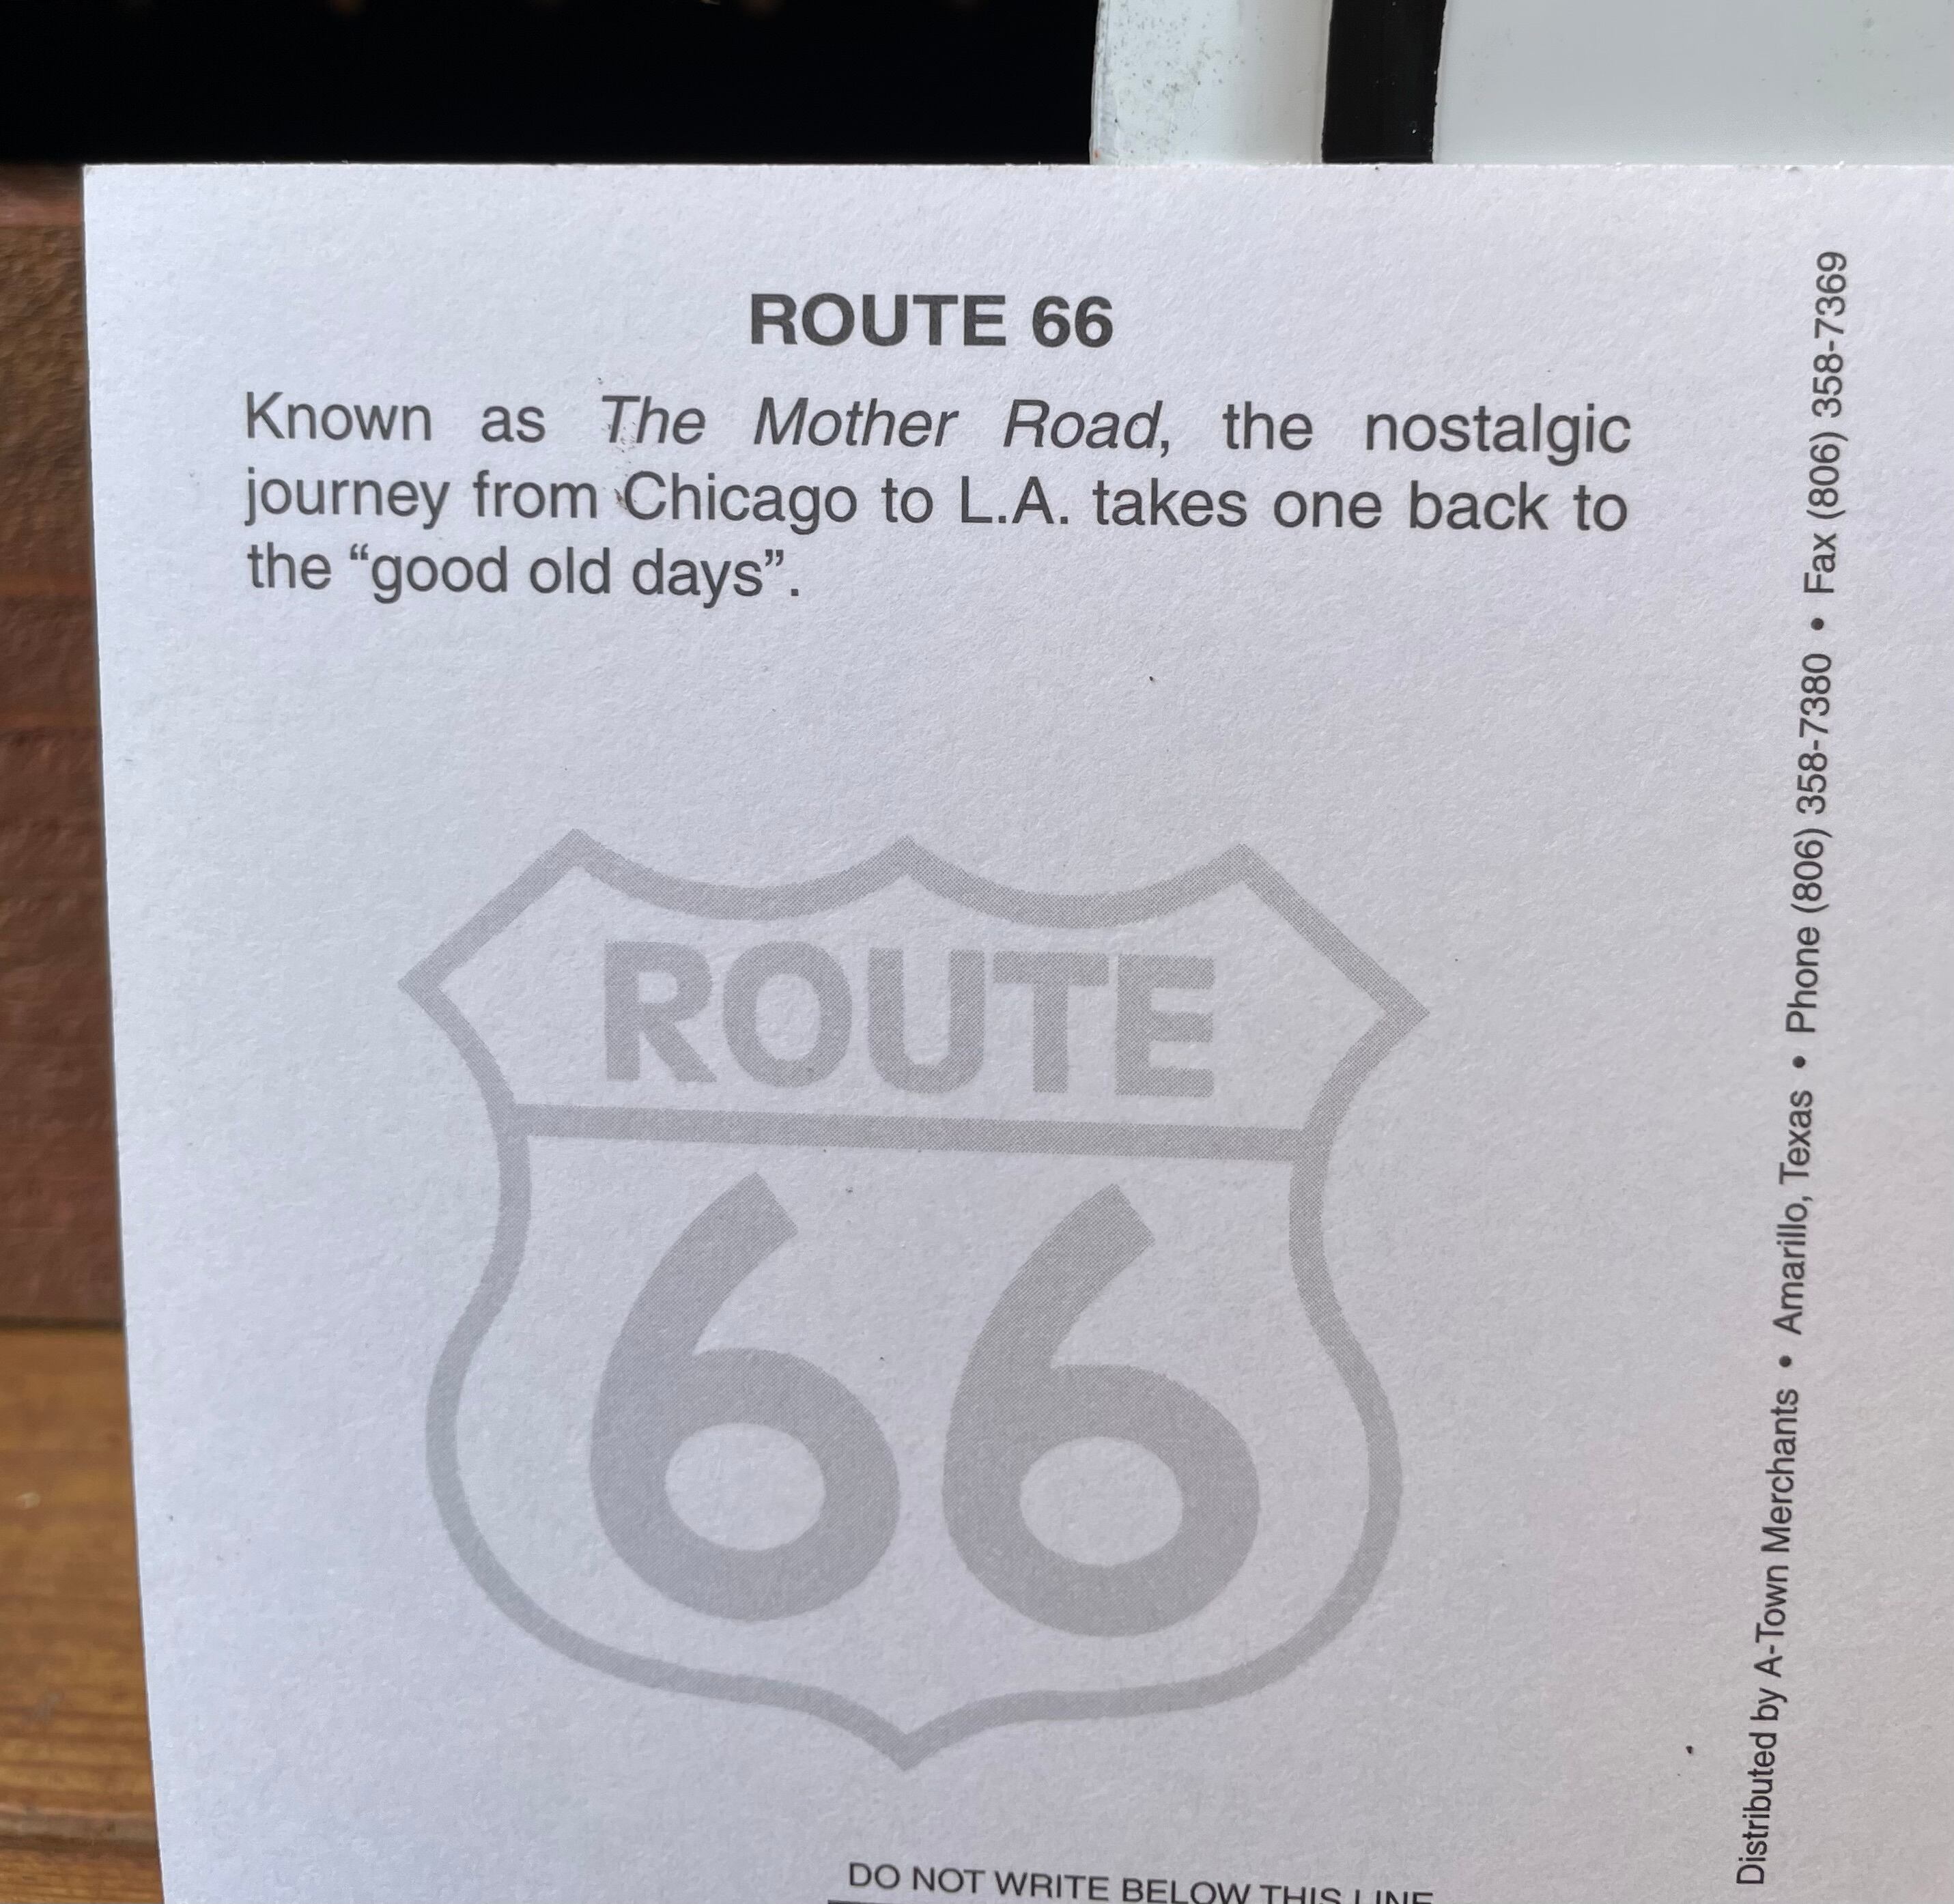 ROUTE 66
Known as The Mother Road, the nostalgic
journey from Chicago to L.A. takes one back to
the “good old days”.
ROUTE
66
DO NOT WRITE BELOW THIS LINE
Distributed by A-Town Merchants • Amarillo, Texas • Phone (806) 358-7380 • Fax (806) 358-7369